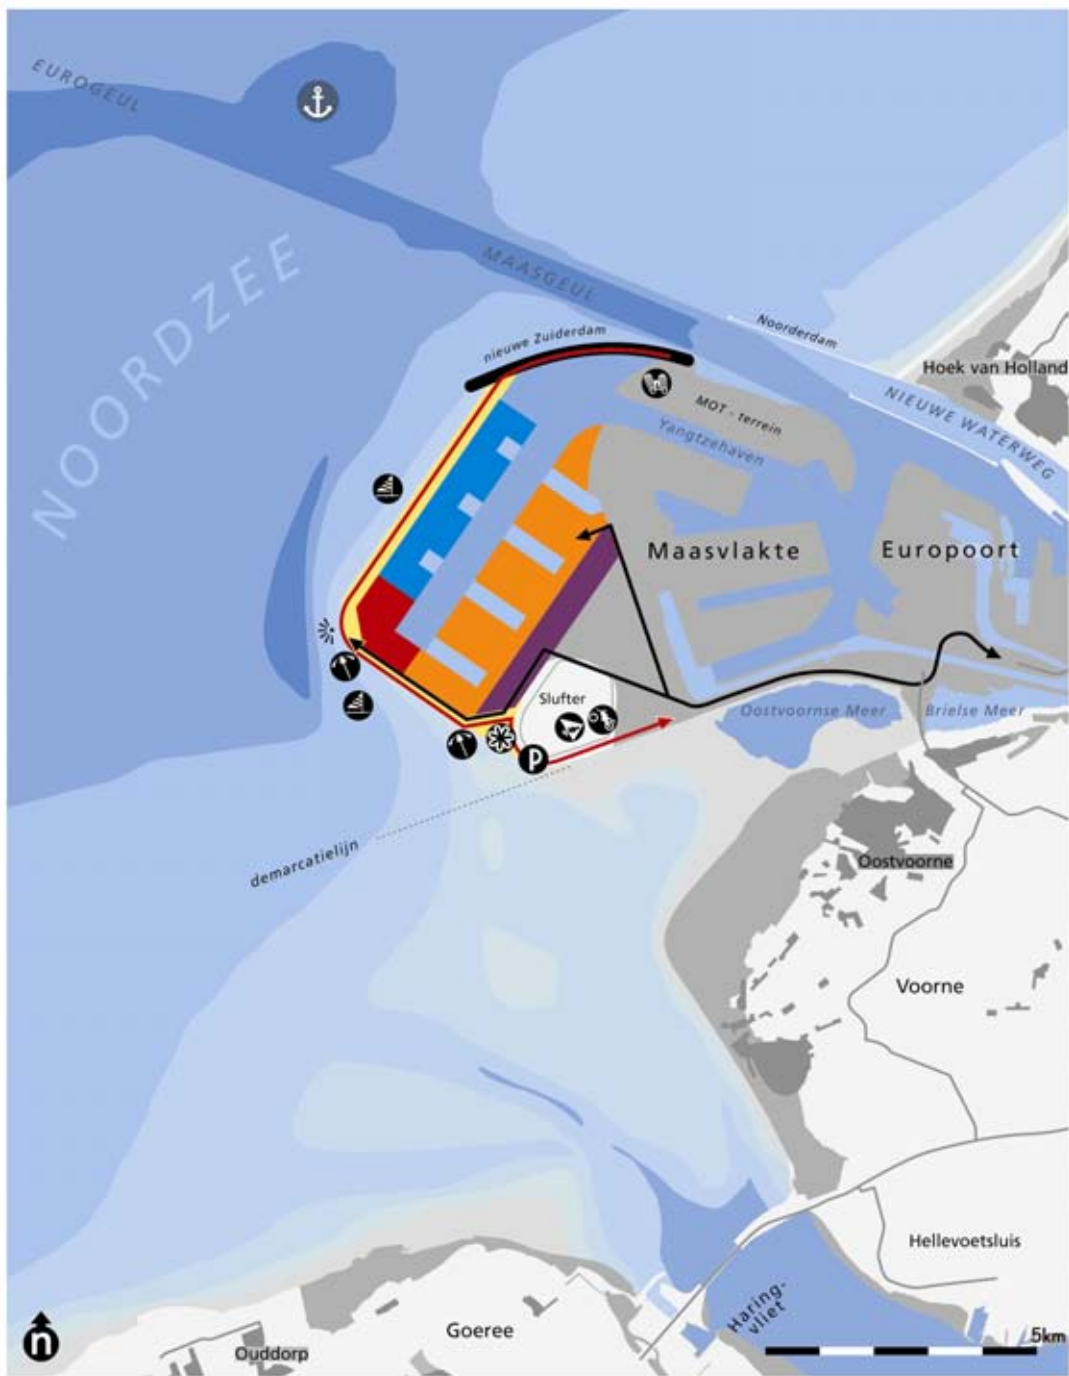 EUROGEUL
NOORDZEE
MAASGEUL
nieuwe Zuiderdam
Noorderdam
Hoek van Holland
NIEUWE WATERWEG
MOT - terrein
Yangtzehaven
Maasvlakte
Europoort
Slufter
Oostvoornse Meer
Brielse Meer
P
demarcatielijn
Oostvoorne
Voorne
Hellevoetsluis
Haring-
vliet
Goeree
Ouddorp
n
5km